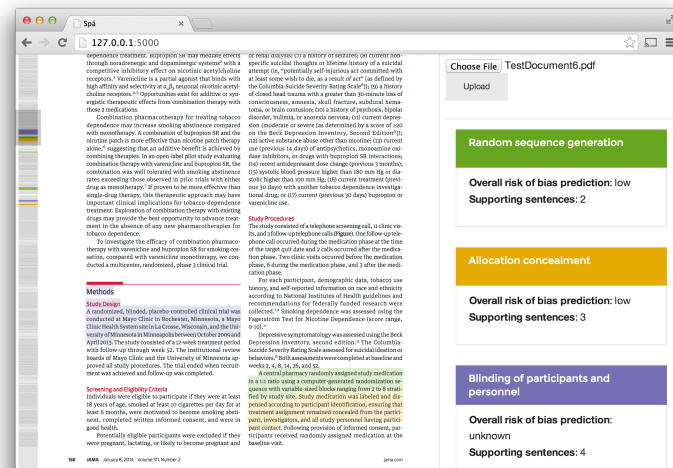 Spá
127.0.0.1:5000
dependence treatment. Bupropion SR may mediate effects
through noradrenergic and dopaminergic systems² with a
competitive inhibitory effect on nicotinic acetylcholine
receptors.³ Varenicline is a partial agonist that binds with
high affinity and selectivity at α₄β₂ neuronal nicotinic acetyl-
choline receptors.⁴,⁵ Opportunities exist for additive or syn-
ergistic therapeutic effects from combination therapy with
these 2 medications.
Combination pharmacotherapy for treating tobacco
dependence may increase smoking abstinence compared
with monotherapy. A combination of bupropion SR and the
nicotine patch is more effective than nicotine patch therapy
alone,⁶ suggesting that an additive benefit is achieved by
combining therapies. In an open-label pilot study evaluating
combination therapy with varenicline and bupropion SR, the
combination was well tolerated with smoking abstinence
rates exceeding those observed in prior trials with either
drug as monotherapy.⁷ If proven to be more effective than
single-drug therapy, this therapeutic approach may have
important clinical implications for tobacco-dependence
treatment. Exploration of combination therapy with existing
drugs may provide the best opportunity to advance treat-
ment in the absence of any new pharmacotherapies for
tobacco dependence.
To investigate the efficacy of combination pharmaco-
therapy with varenicline and bupropion SR for smoking ces-
sation, compared with varenicline monotherapy, we con-
ducted a multicenter, randomized, phase 3 clinical trial.
Methods
Study Design
A randomized, blinded, placebo-controlled clinical trial was
conducted at Mayo Clinic in Rochester, Minnesota, a Mayo
Clinic Health System site in La Crosse, Wisconsin, and the Uni-
versity of Minnesota in Minneapolis between October 2009 and
April 2013. The study consisted of a 12-week treatment period
with follow-up through week 52. The institutional review
boards of Mayo Clinic and the University of Minnesota ap-
proved all study procedures. The trial ended when recruit-
ment was achieved and follow-up was completed.
Screening and Eligibility Criteria
Individuals were eligible to participate if they were at least
18 years of age, smoked at least 10 cigarettes per day for at
least 6 months, were motivated to become smoking absti-
nent, completed written informed consent, and were in
good health.
Potentially eligible participants were excluded if they
were pregnant, lactating, or likely to become pregnant and
or renal dialysis; (7) a history of seizures; (8) current non-
specific suicidal thoughts or lifetime history of a suicidal
attempt (ie, "potentially self-injurious act committed with
at least some wish to die, as a result of act" [as defined by
the Columbia-Suicide Severity Rating Scale⁸]); (9) a history
of closed head trauma with a greater than 30-minute loss of
consciousness, amnesia, skull fracture, subdural hema-
toma, or brain contusion; (10) a history of psychosis, bipolar
disorder, bulimia, or anorexia nervosa; (11) current depres-
sion (moderate or severe [as determined by a score of ≥20
on the Beck Depression Inventory, Second Edition⁹]);
(12) active substance abuse other than nicotine; (13) current
use (previous 14 days) of antipsychotics, monoamine oxi-
dase inhibitors, or drugs with bupropion SR interactions;
(14) recent antidepressant dose change (previous 3 months);
(15) systolic blood pressure higher than 180 mm Hg or dia-
stolic higher than 100 mm Hg; (16) current treatment (previ-
ous 30 days) with another tobacco dependence investiga-
tional drug; or (17) current (previous 30 days) bupropion or
varenicline use.
Study Procedures
The study consisted of a telephone screening call, 11 clinic vis-
its, and 3 follow-up telephone calls (Figure). One follow-up tele-
phone call occurred during the medication phase at the time
of the target quit date and 2 calls occurred after the medica-
tion phase. Two clinic visits occurred before the medication
phase, 6 during the medication phase, and 3 after the medi-
cation phase.
For each participant, demographic data, tobacco use
history, and self-reported information on race and ethnicity
according to National Institutes of Health guidelines and
recommendations for federally funded research were
collected.¹⁰ Smoking dependence was assessed using the
Fagerström Test for Nicotine Dependence (score range,
0-10).¹¹
Depressive symptomatology was assessed using the Beck
Depression Inventory, second edition.⁹ The Columbia-
Suicide Severity Rating Scale assessed for suicidal ideation or
behaviors.⁸ Both assessments were completed at baseline and
weeks 2, 4, 8, 14, 26, and 52.
A central pharmacy randomly assigned study medication
in a 1:1 ratio using a computer-generated randomization se-
quence with variable-sized blocks ranging from 2 to 8 strati-
fied by study site. Study medication was labeled and dis-
pensed according to participant identification, ensuring that
treatment assignment remained concealed from the partici-
pant, investigators, and all study personnel having partici-
pant contact. Following provision of informed consent, par-
ticipants received randomly assigned medication at the
baseline visit.
156 JAMA January 8, 2014 Volume 311, Number 2
jama.com
Choose File TestDocument6.pdf
Upload
Random sequence generation
Overall risk of bias prediction: low
Supporting sentences: 2
Allocation concealment
Overall risk of bias prediction: low
Supporting sentences: 3
Blinding of participants and
personnel
Overall risk of bias prediction:
unknown
Supporting sentences: 4